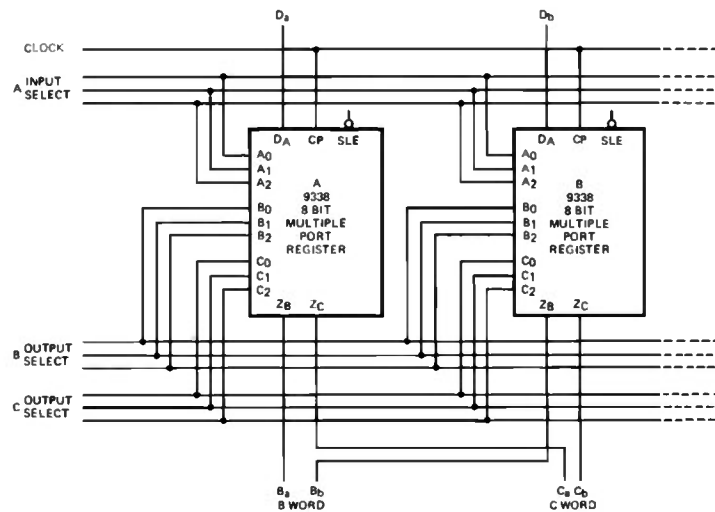 Da Db
CLOCK
A INPUT SELECT
DA CP SLE DA CP SLE
A0 A0
A1 A A1 B
A2 9338 A2 9338
B0 8 BIT B0 8 BIT
B1 MULTIPLE B1 MULTIPLE
B2 PORT B2 PORT
REGISTER REGISTER
C0 C0
C1 C1
C2 C2
ZB ZC ZB ZC
B OUTPUT SELECT
C OUTPUT SELECT
Ba Bb Ca Cb
B WORD C WORD